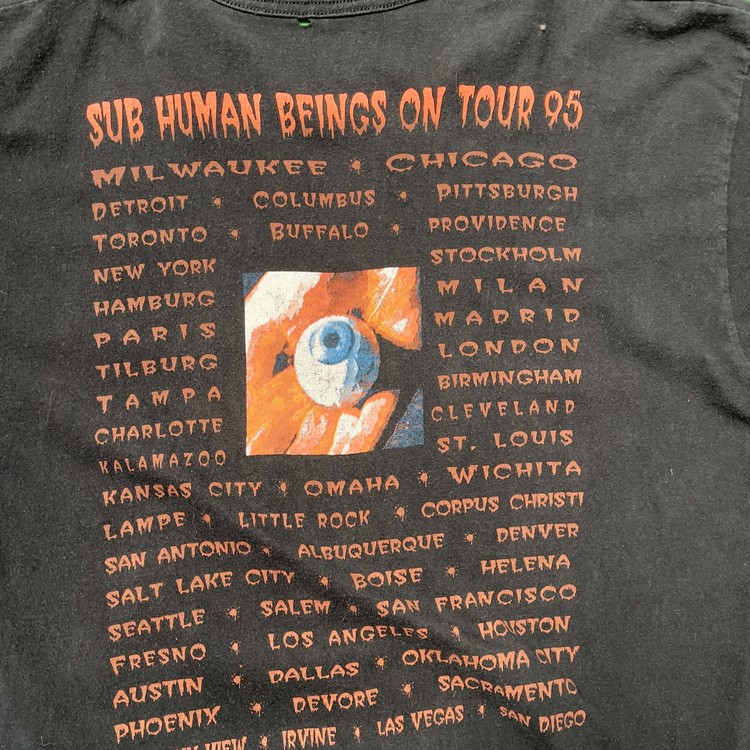 SUB HUMAN BEINGS ON TOUR 95
MILWAUKEE • CHICAGO
DETROIT • COLUMBUS • PITTSBURGH
TORONTO • BUFFALO • PROVIDENCE
NEW YORK STOCKHOLM
HAMBURG MILAN
PARIS MADRID
TILBURG LONDON
TAMPA BIRMINGHAM
CHARLOTTE CLEVELAND
KALAMAZOO ST. LOUIS
KANSAS CITY • OMAHA • WICHITA
LAMPE • LITTLE ROCK • CORPUS CHRISTI
SAN ANTONIO • ALBUQUERQUE • DENVER
SALT LAKE CITY • BOISE • HELENA
SEATTLE • SALEM • SAN FRANCISCO
FRESNO • LOS ANGELES • HOUSTON
AUSTIN • DALLAS • OKLAHOMA CITY
PHOENIX • DEVORE • SACRAMENTO
VIEW • IRVINE • LAS VEGAS • SAN DIEGO